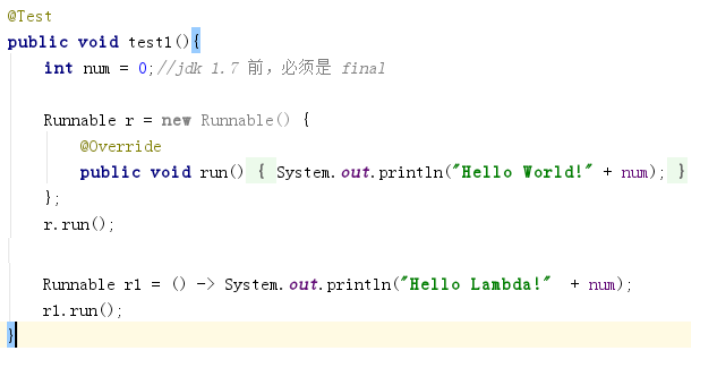 @Test
public void test1(){
    int num = 0;//jdk 1.7 前，必须是 final
    Runnable r = new Runnable() {
        @Override
        public void run() { System.out.println("Hello World!" + num); }
    };
    r.run();
    Runnable r1 = () -> System.out.println("Hello Lambda!"  + num);
    r1.run();
}